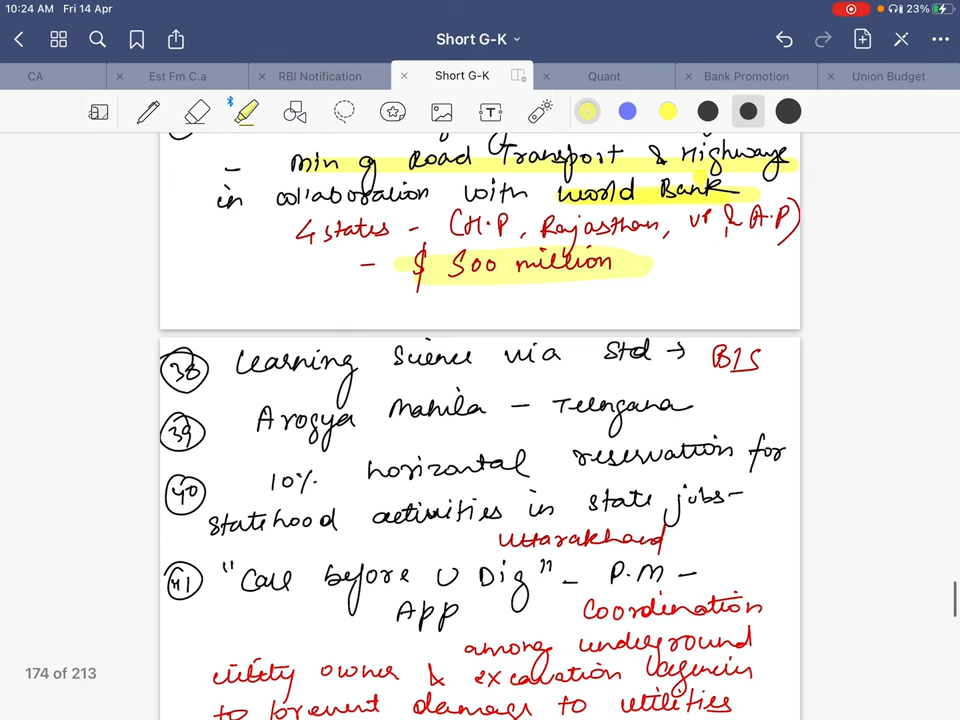 10:24 AM Fri 14 Apr
23%
Short G-K
CA
Est Fm C.a
RBI Notification
Short G-K
Quant
Bank Promotion
Union Budget
- Min of Road Transport & Highways
in collaboration with World Bank
4 states - (H.P, Rajasthan, UP & A.P)
- $ 500 million
38 Learning Science via Std → BIS
39 Arogya Mahila - Telangana
40 10% horizontal reservation for
statehood activities in state jobs-
Uttarakhand
41 "Call before U Dig" - P.M -
App Coordination
among underground
utility owner & excavation agencies
to prevent damage to utilities
174 of 213